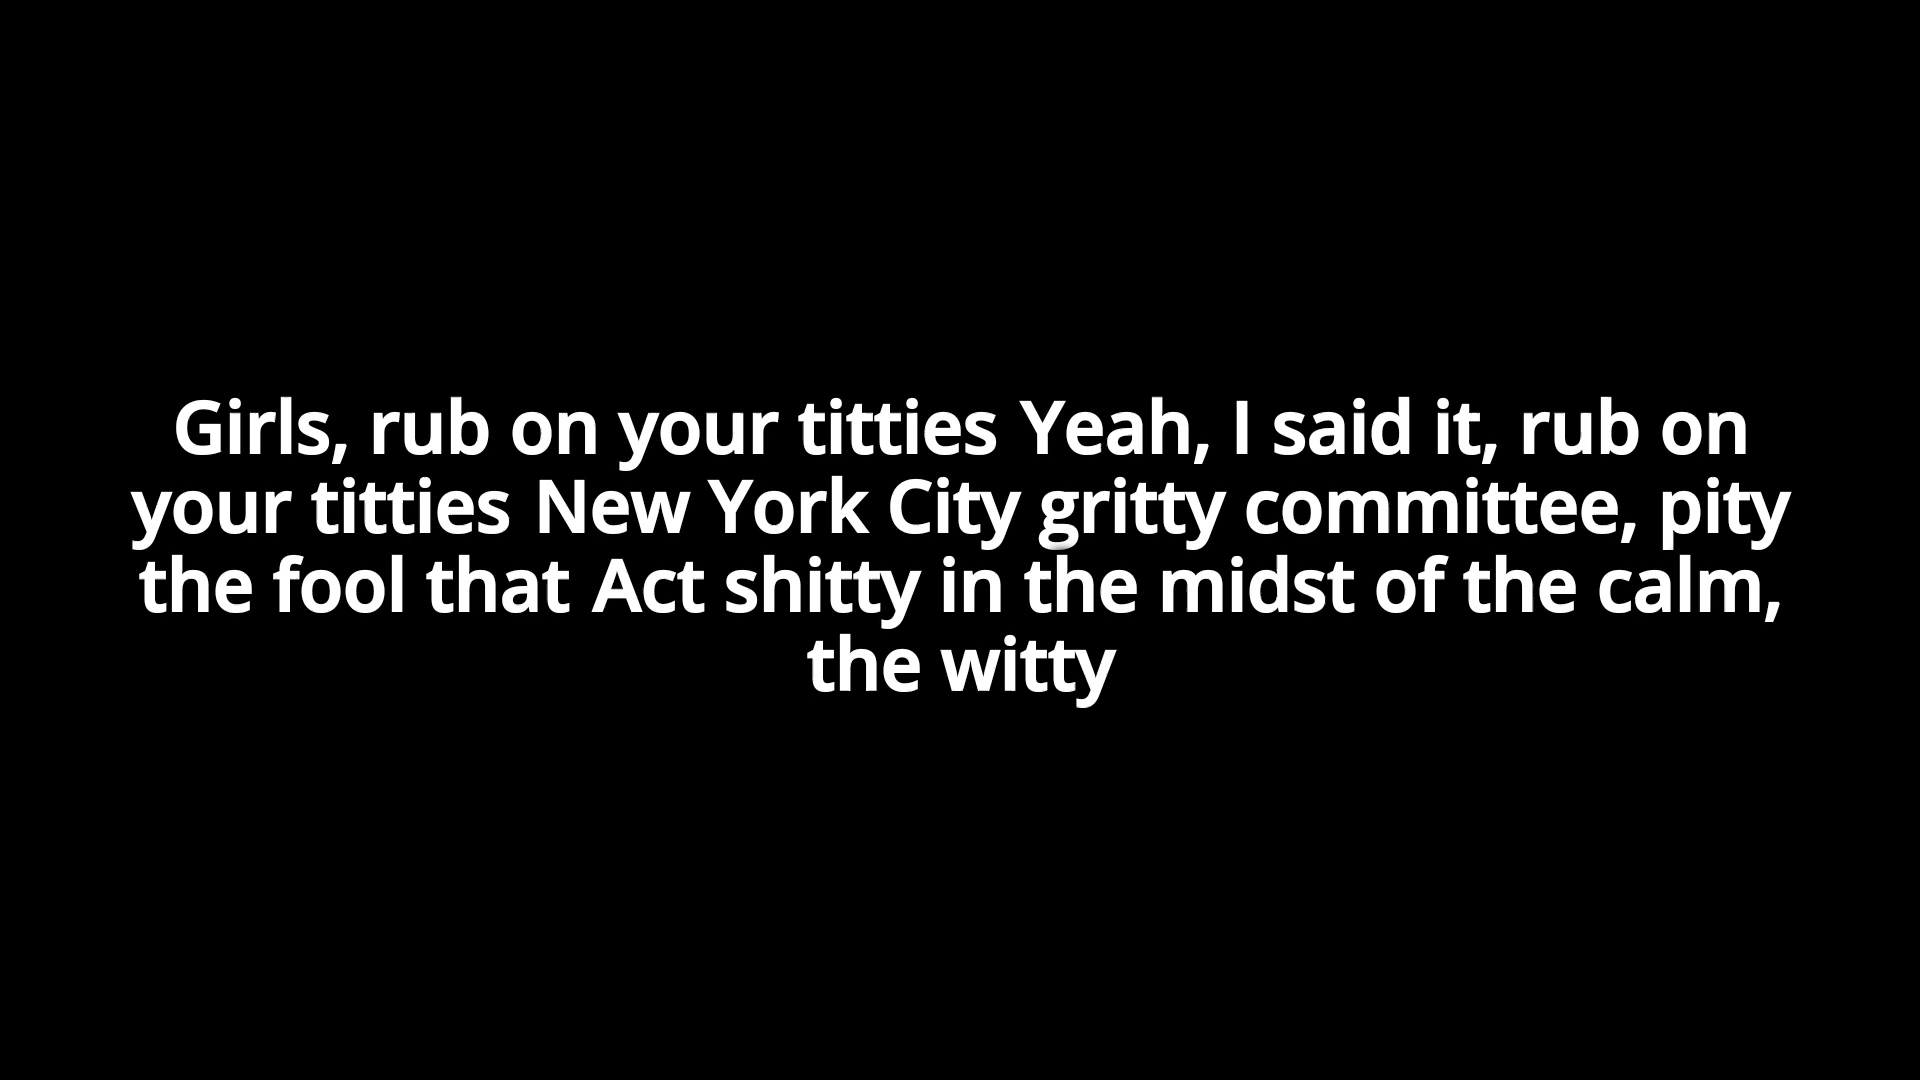 Girls, rub on your titties Yeah, I said it, rub on
your titties New York City gritty committee, pity
the fool that Act shitty in the midst of the calm,
the witty